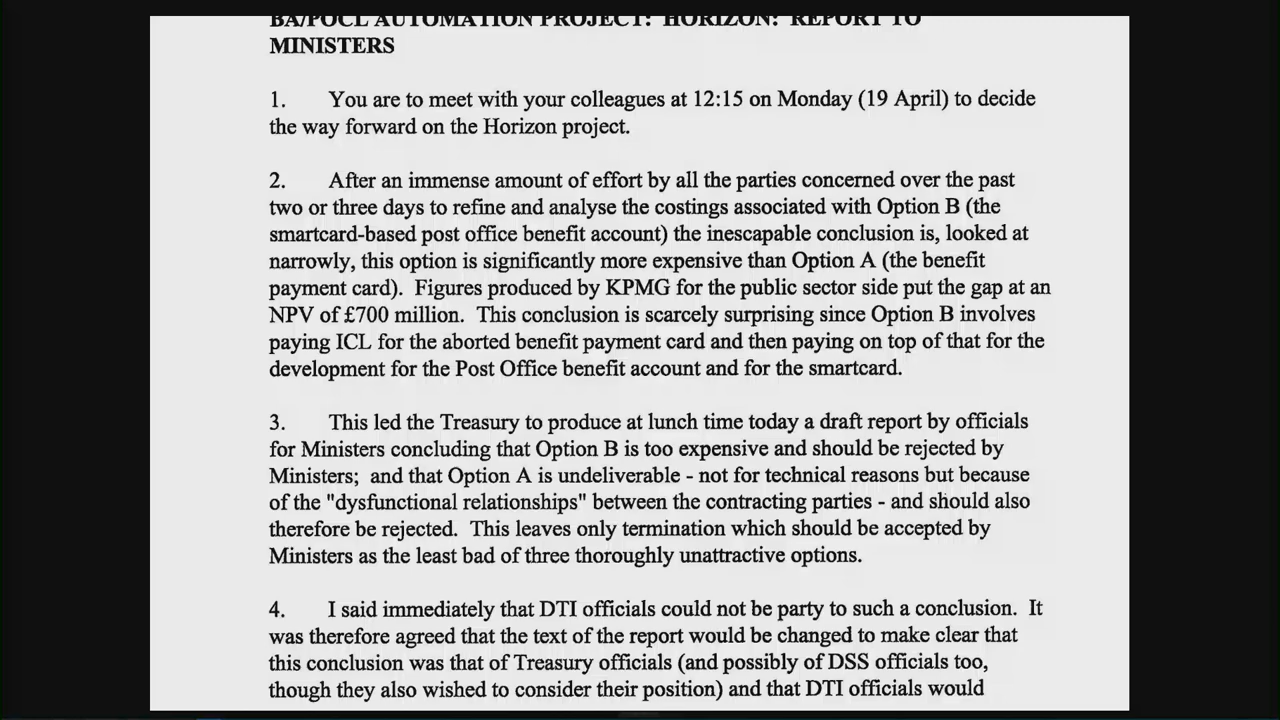 BA/POCL AUTOMATION PROJECT: HORIZON: REPORT TO
MINISTERS
1. You are to meet with your colleagues at 12:15 on Monday (19 April) to decide
the way forward on the Horizon project.
2. After an immense amount of effort by all the parties concerned over the past
two or three days to refine and analyse the costings associated with Option B (the
smartcard-based post office benefit account) the inescapable conclusion is, looked at
narrowly, this option is significantly more expensive than Option A (the benefit
payment card). Figures produced by KPMG for the public sector side put the gap at an
NPV of £700 million. This conclusion is scarcely surprising since Option B involves
paying ICL for the aborted benefit payment card and then paying on top of that for the
development for the Post Office benefit account and for the smartcard.
3. This led the Treasury to produce at lunch time today a draft report by officials
for Ministers concluding that Option B is too expensive and should be rejected by
Ministers; and that Option A is undeliverable - not for technical reasons but because
of the "dysfunctional relationships" between the contracting parties - and should also
therefore be rejected. This leaves only termination which should be accepted by
Ministers as the least bad of three thoroughly unattractive options.
4. I said immediately that DTI officials could not be party to such a conclusion. It
was therefore agreed that the text of the report would be changed to make clear that
this conclusion was that of Treasury officials (and possibly of DSS officials too,
though they also wished to consider their position) and that DTI officials would